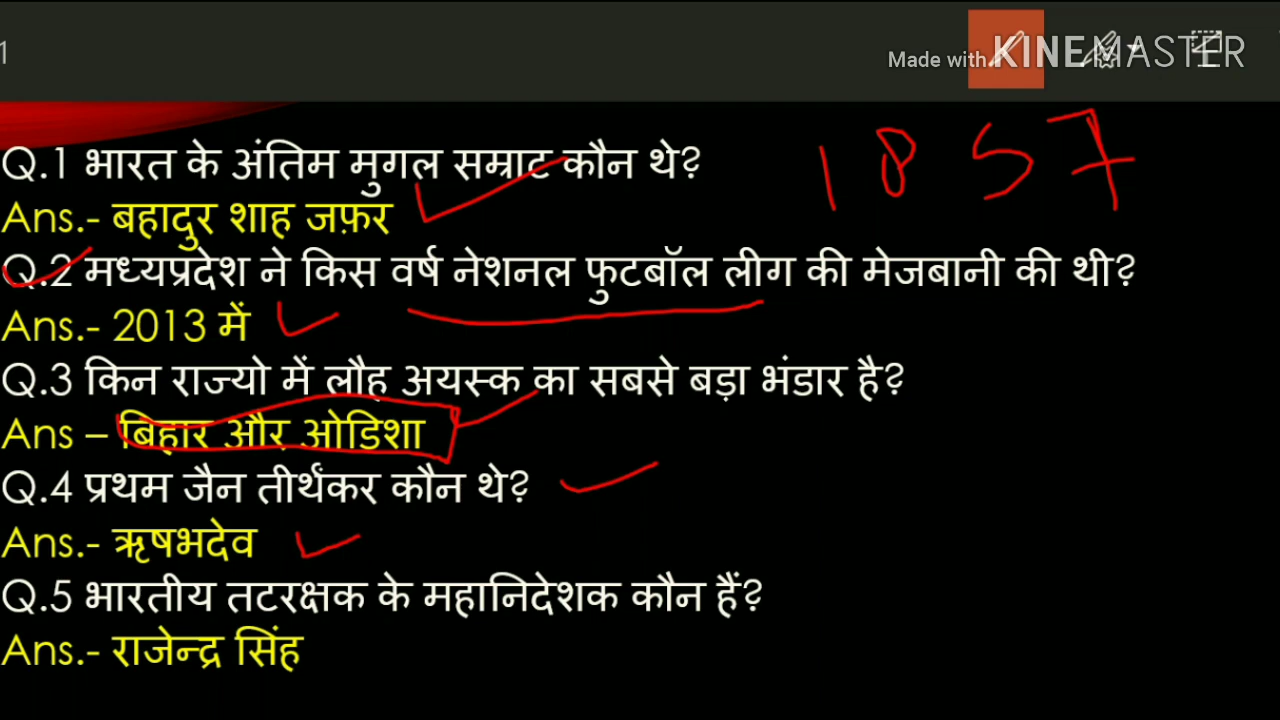 1
Made with KINEMASTER
1857
Q.1 भारत के अंतिम मुगल सम्राट कौन थे?
Ans.- बहादुर शाह जफ़र
Q.2 मध्यप्रदेश ने किस वर्ष नेशनल फुटबॉल लीग की मेजबानी की थी?
Ans.- 2013 में
Q.3 किन राज्यो में लौह अयस्क का सबसे बड़ा भंडार है?
Ans – बिहार और ओडिशा
Q.4 प्रथम जैन तीर्थंकर कौन थे?
Ans.- ऋषभदेव
Q.5 भारतीय तटरक्षक के महानिदेशक कौन हैं?
Ans.- राजेन्द्र सिंह